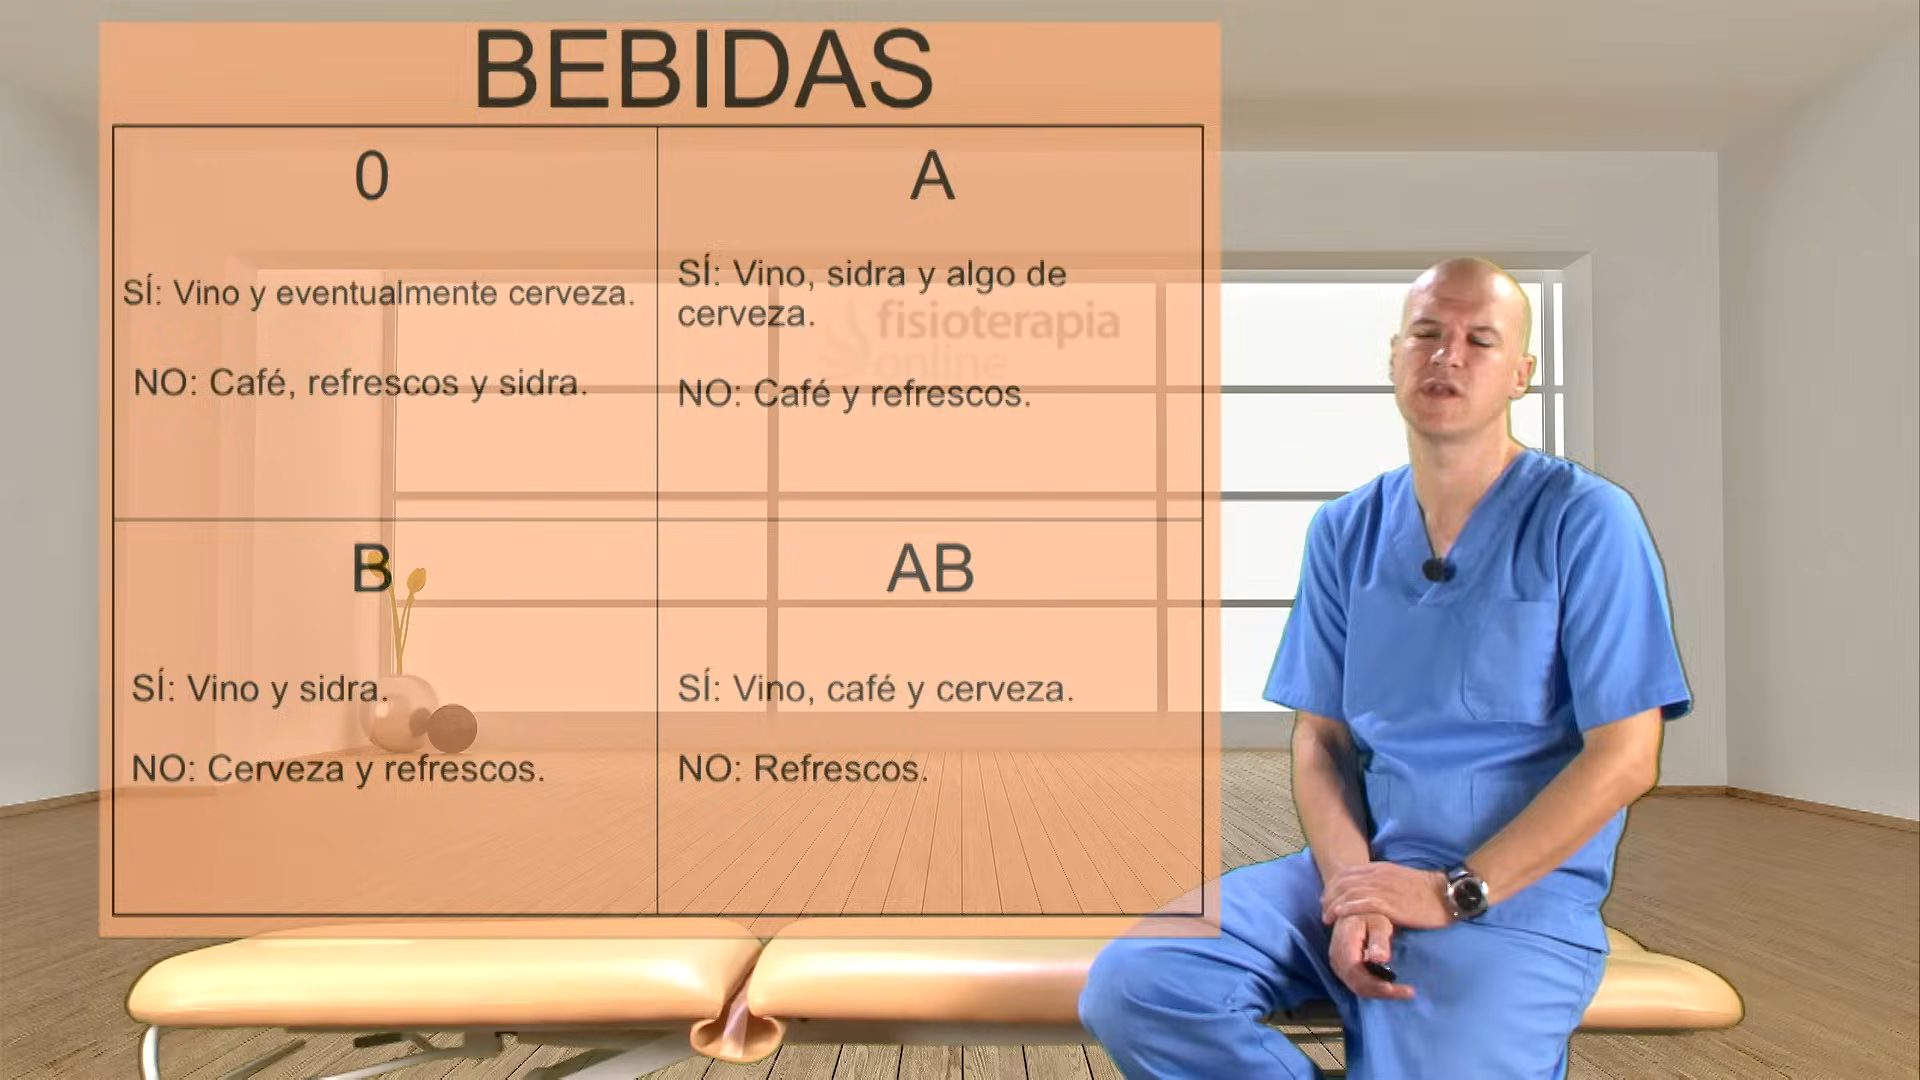 BEBIDAS
0
SÍ: Vino y eventualmente cerveza.
NO: Café, refrescos y sidra.
A
SÍ: Vino, sidra y algo de
cerveza.
NO: Café y refrescos.
fisioterapia
online
B
SÍ: Vino y sidra.
NO: Cerveza y refrescos.
AB
SÍ: Vino, café y cerveza.
NO: Refrescos.